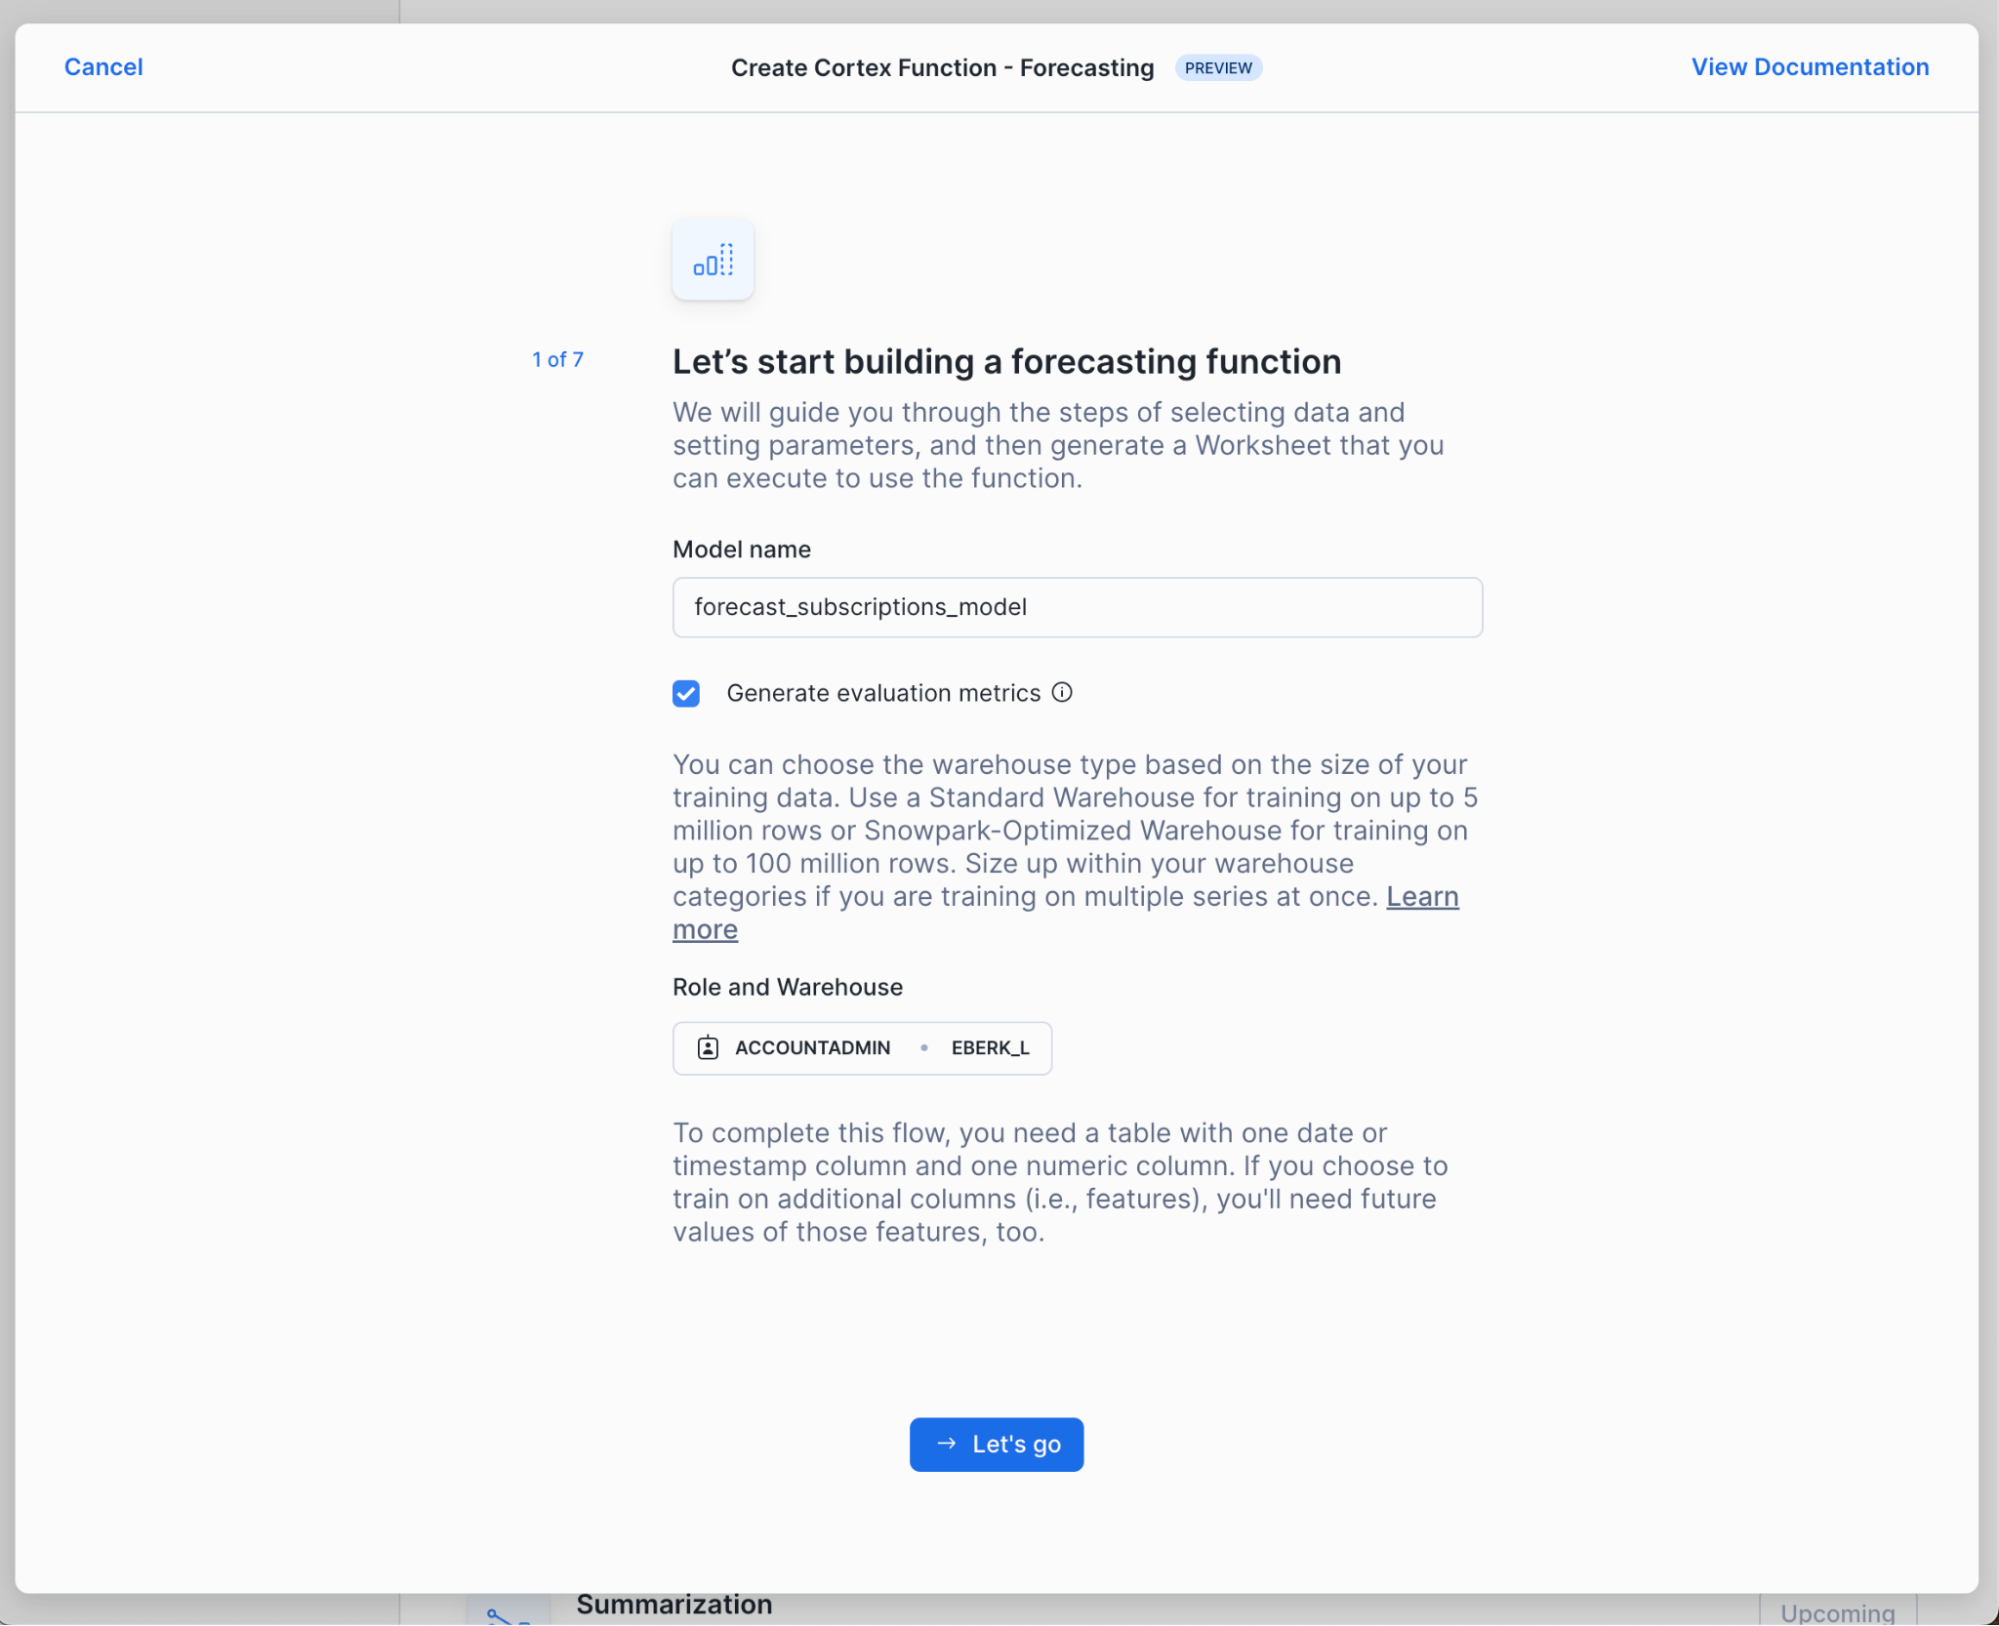 Cancel
Create Cortex Function - Forecasting
PREVIEW
View Documentation
1 of 7
Let’s start building a forecasting function
We will guide you through the steps of selecting data and
setting parameters, and then generate a Worksheet that you
can execute to use the function.
Model name
forecast_subscriptions_model
Generate evaluation metrics
You can choose the warehouse type based on the size of your
training data. Use a Standard Warehouse for training on up to 5
million rows or Snowpark-Optimized Warehouse for training on
up to 100 million rows. Size up within your warehouse
categories if you are training on multiple series at once. Learn
more
Role and Warehouse
ACCOUNTADMIN • EBERK_L
To complete this flow, you need a table with one date or
timestamp column and one numeric column. If you choose to
train on additional columns (i.e., features), you'll need future
values of those features, too.
→ Let's go
Summarization
Upcoming